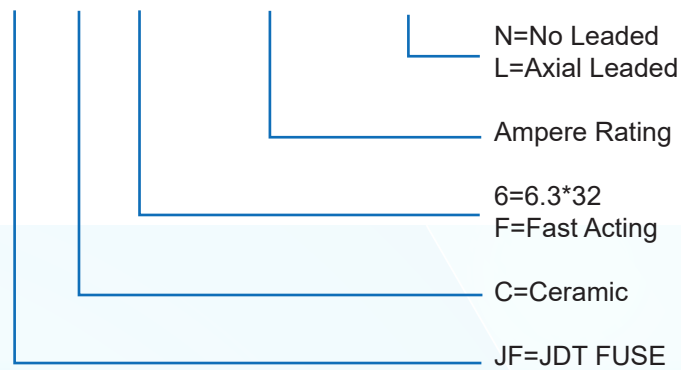 N=No Leaded
L=Axial Leaded
Ampere Rating
6=6.3*32
F=Fast Acting
C=Ceramic
JF=JDT FUSE